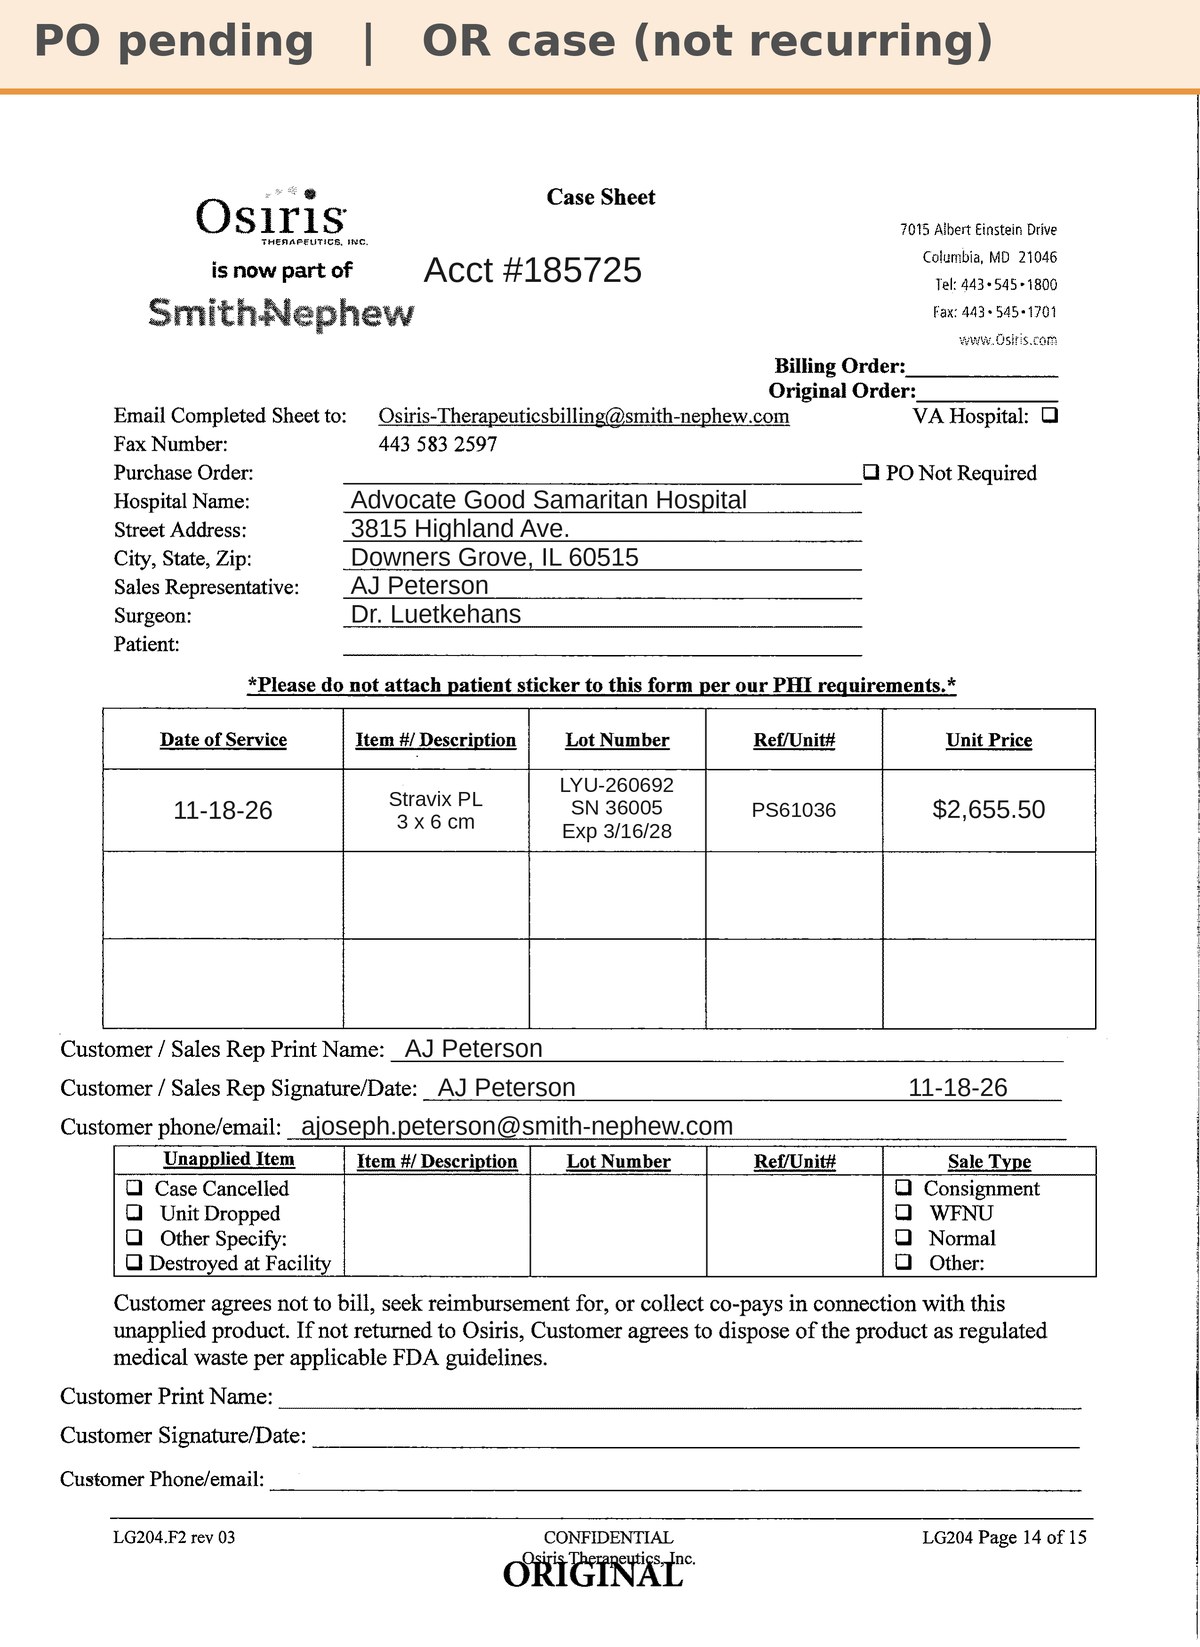 PO pending | OR case (not recurring)
Osiris
THERAPEUTICS, INC.
is now part of
Smith+Nephew
Case Sheet
Acct #185725
7015 Albert Einstein Drive
Columbia, MD 21046
Tel: 443•545•1800
Fax: 443•545•1701
www.Osiris.com
Billing Order:
Original Order:
Email Completed Sheet to: Osiris-Therapeuticsbilling@smith-nephew.com VA Hospital: ❑
Fax Number: 443 583 2597
Purchase Order: ❑ PO Not Required
Hospital Name: Advocate Good Samaritan Hospital
Street Address: 3815 Highland Ave.
City, State, Zip: Downers Grove, IL 60515
Sales Representative: AJ Peterson
Surgeon: Dr. Luetkehans
Patient:
*Please do not attach patient sticker to this form per our PHI requirements.*
Date of Service Item #/ Description Lot Number Ref/Unit# Unit Price
11-18-26
Stravix PL
3 x 6 cm
LYU-260692
SN 36005
Exp 3/16/28
PS61036
$2,655.50
Customer / Sales Rep Print Name: AJ Peterson
Customer / Sales Rep Signature/Date: AJ Peterson 11-18-26
Customer phone/email: ajoseph.peterson@smith-nephew.com
Unapplied Item Item #/ Description Lot Number Ref/Unit# Sale Type
❑ Case Cancelled ❑ Consignment
❑ Unit Dropped ❑ WFNU
❑ Other Specify: ❑ Normal
❑ Destroyed at Facility ❑ Other:
Customer agrees not to bill, seek reimbursement for, or collect co-pays in connection with this
unapplied product. If not returned to Osiris, Customer agrees to dispose of the product as regulated
medical waste per applicable FDA guidelines.
Customer Print Name:
Customer Signature/Date:
Customer Phone/email:
LG204.F2 rev 03 CONFIDENTIAL LG204 Page 14 of 15
Osiris Therapeutics, Inc.
ORIGINAL